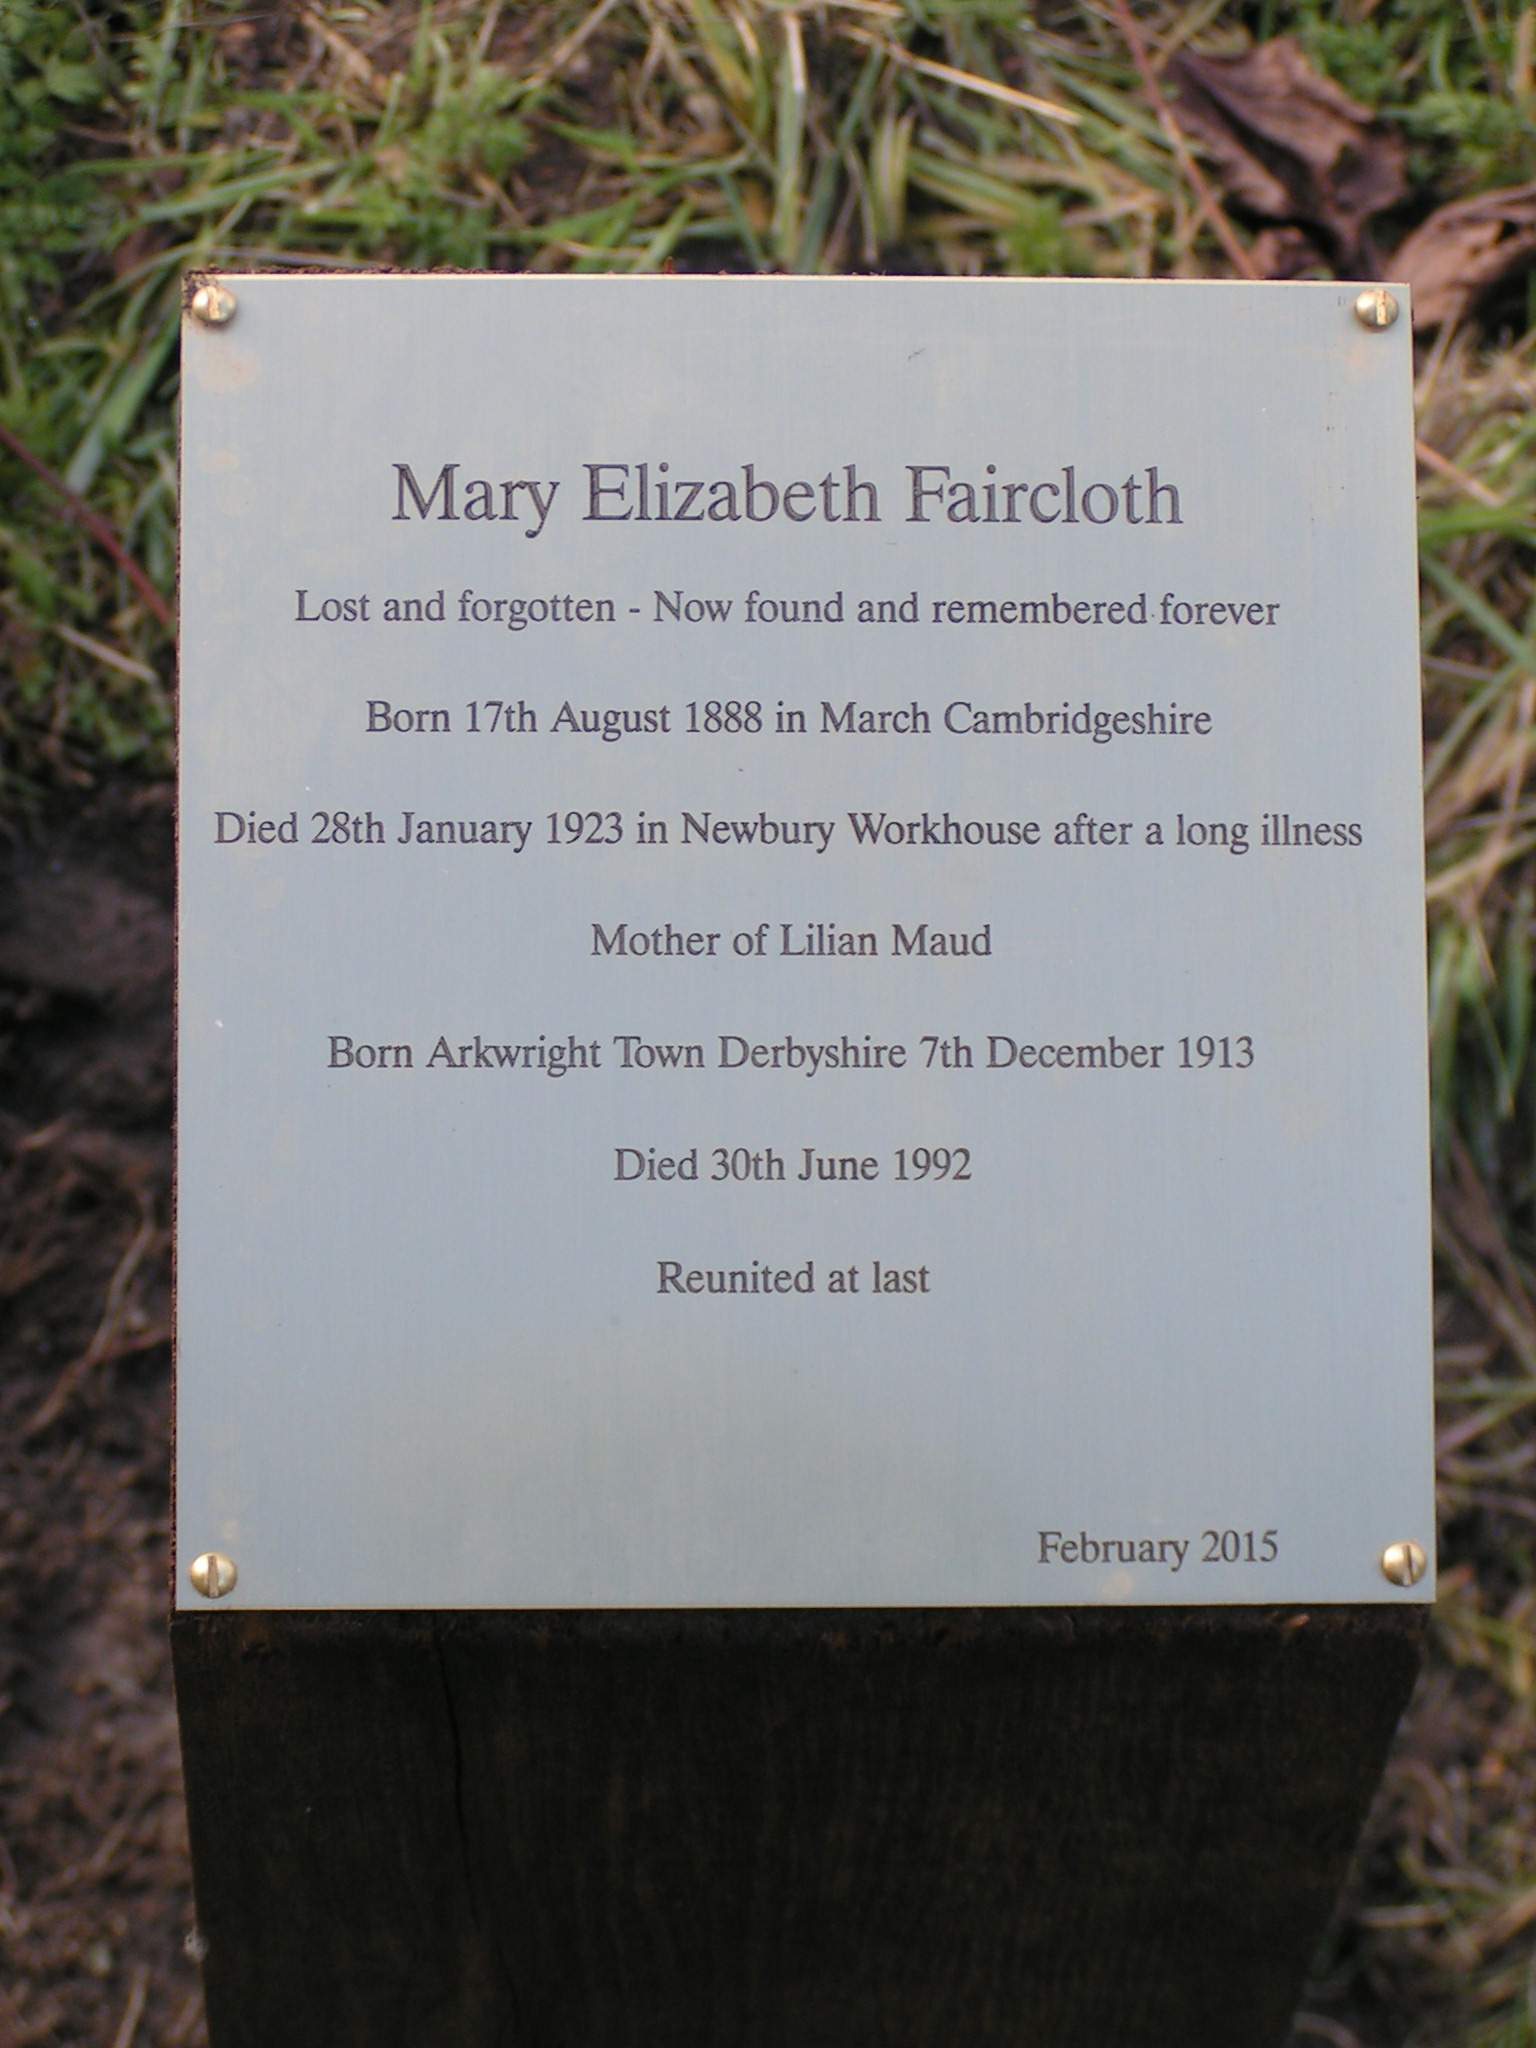 Mary Elizabeth Faircloth
Lost and forgotten - Now found and remembered forever
Born 17th August 1888 in March Cambridgeshire
Died 28th January 1923 in Newbury Workhouse after a long illness
Mother of Lilian Maud
Born Arkwright Town Derbyshire 7th December 1913
Died 30th June 1992
Reunited at last
February 2015